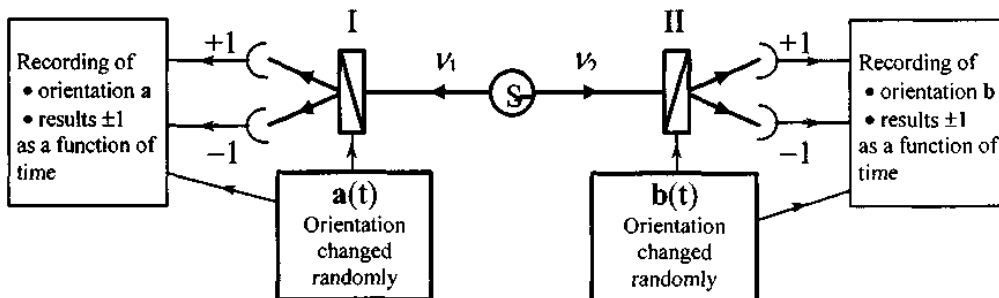 I
II
+1
+1
Recording of
• orientation a
• results ±1
as a function of
time
ν₁
S
ν₂
Recording of
• orientation b
• results ±1
as a function of
time
−1
−1
a(t)
Orientation
changed
randomly
b(t)
Orientation
changed
randomly